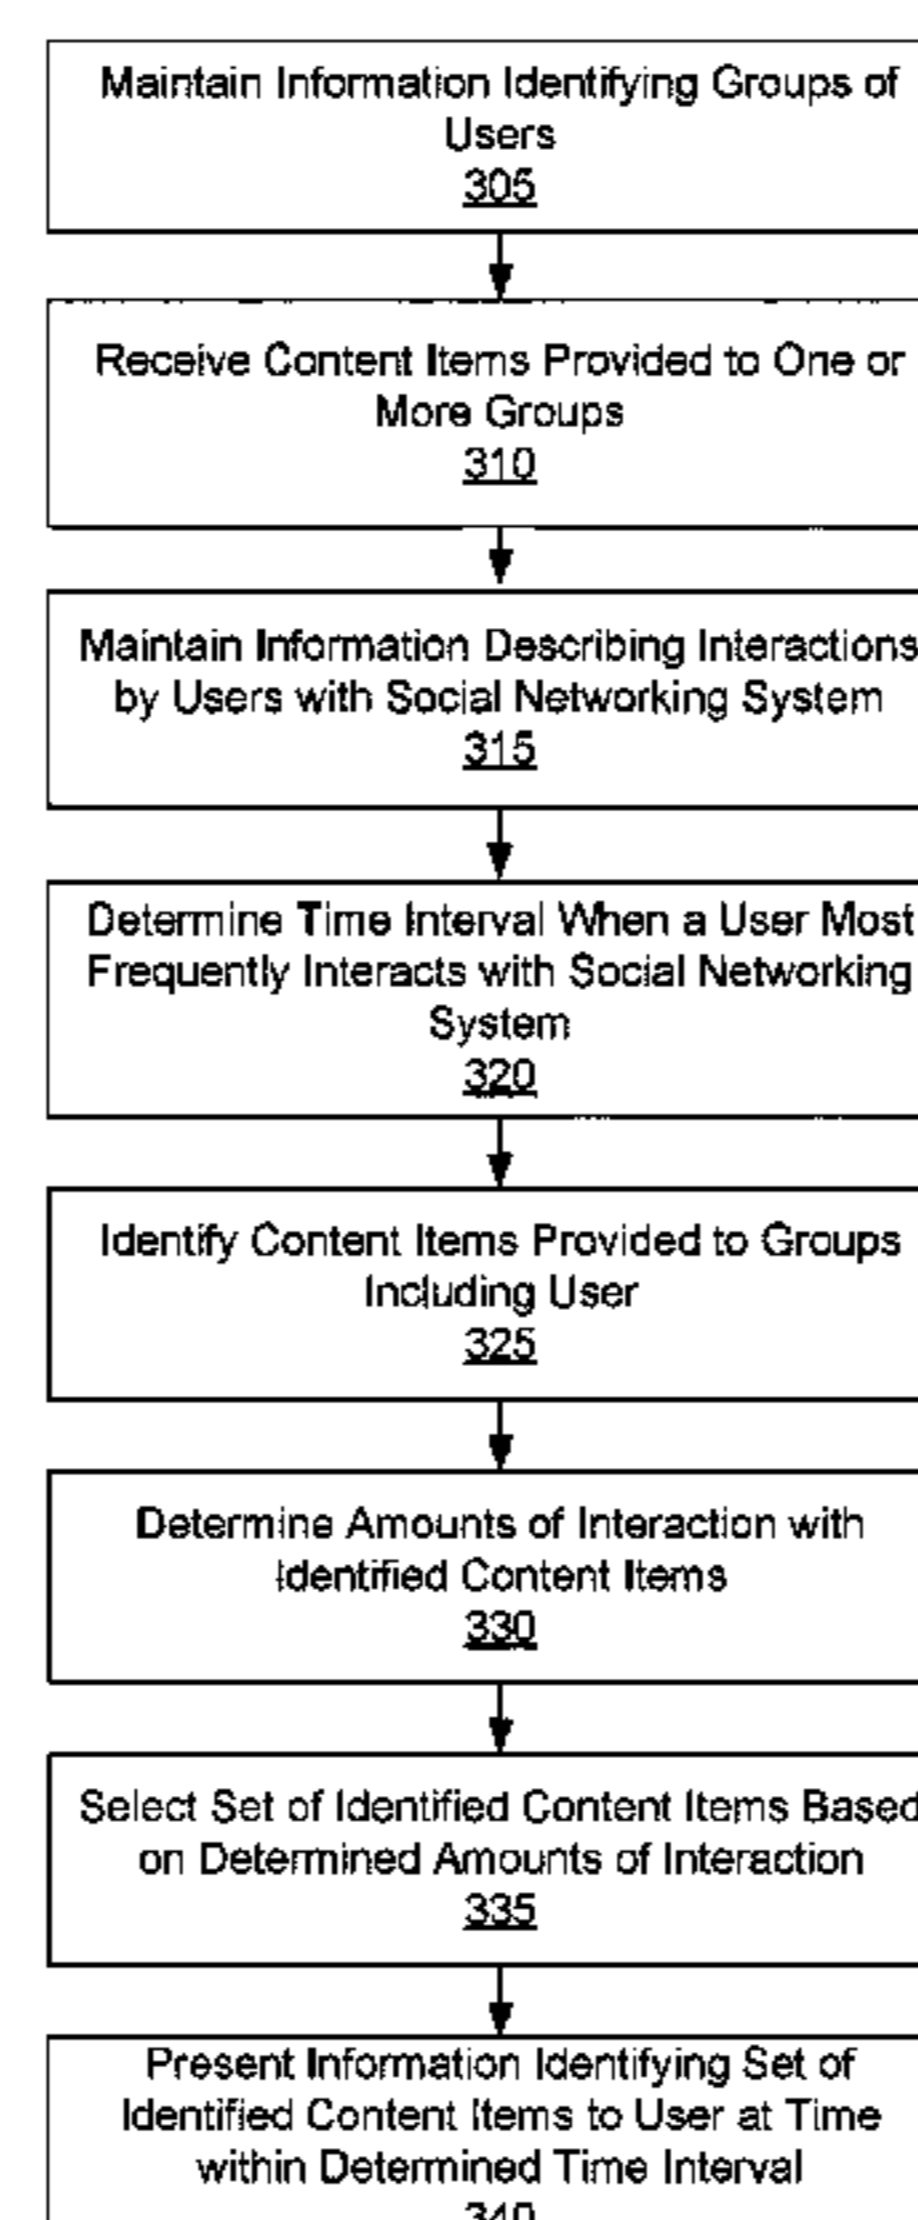 Maintain Information Identifying Groups of
Users
305
Receive Content Items Provided to One or
More Groups
310
Maintain Information Describing Interactions
by Users with Social Networking System
315
Determine Time Interval When a User Most
Frequently Interacts with Social Networking
System
320
Identify Content Items Provided to Groups
Including User
325
Determine Amounts of Interaction with
Identified Content Items
330
Select Set of Identified Content Items Based
on Determined Amounts of Interaction
335
Present Information Identifying Set of
Identified Content Items to User at Time
within Determined Time Interval
340